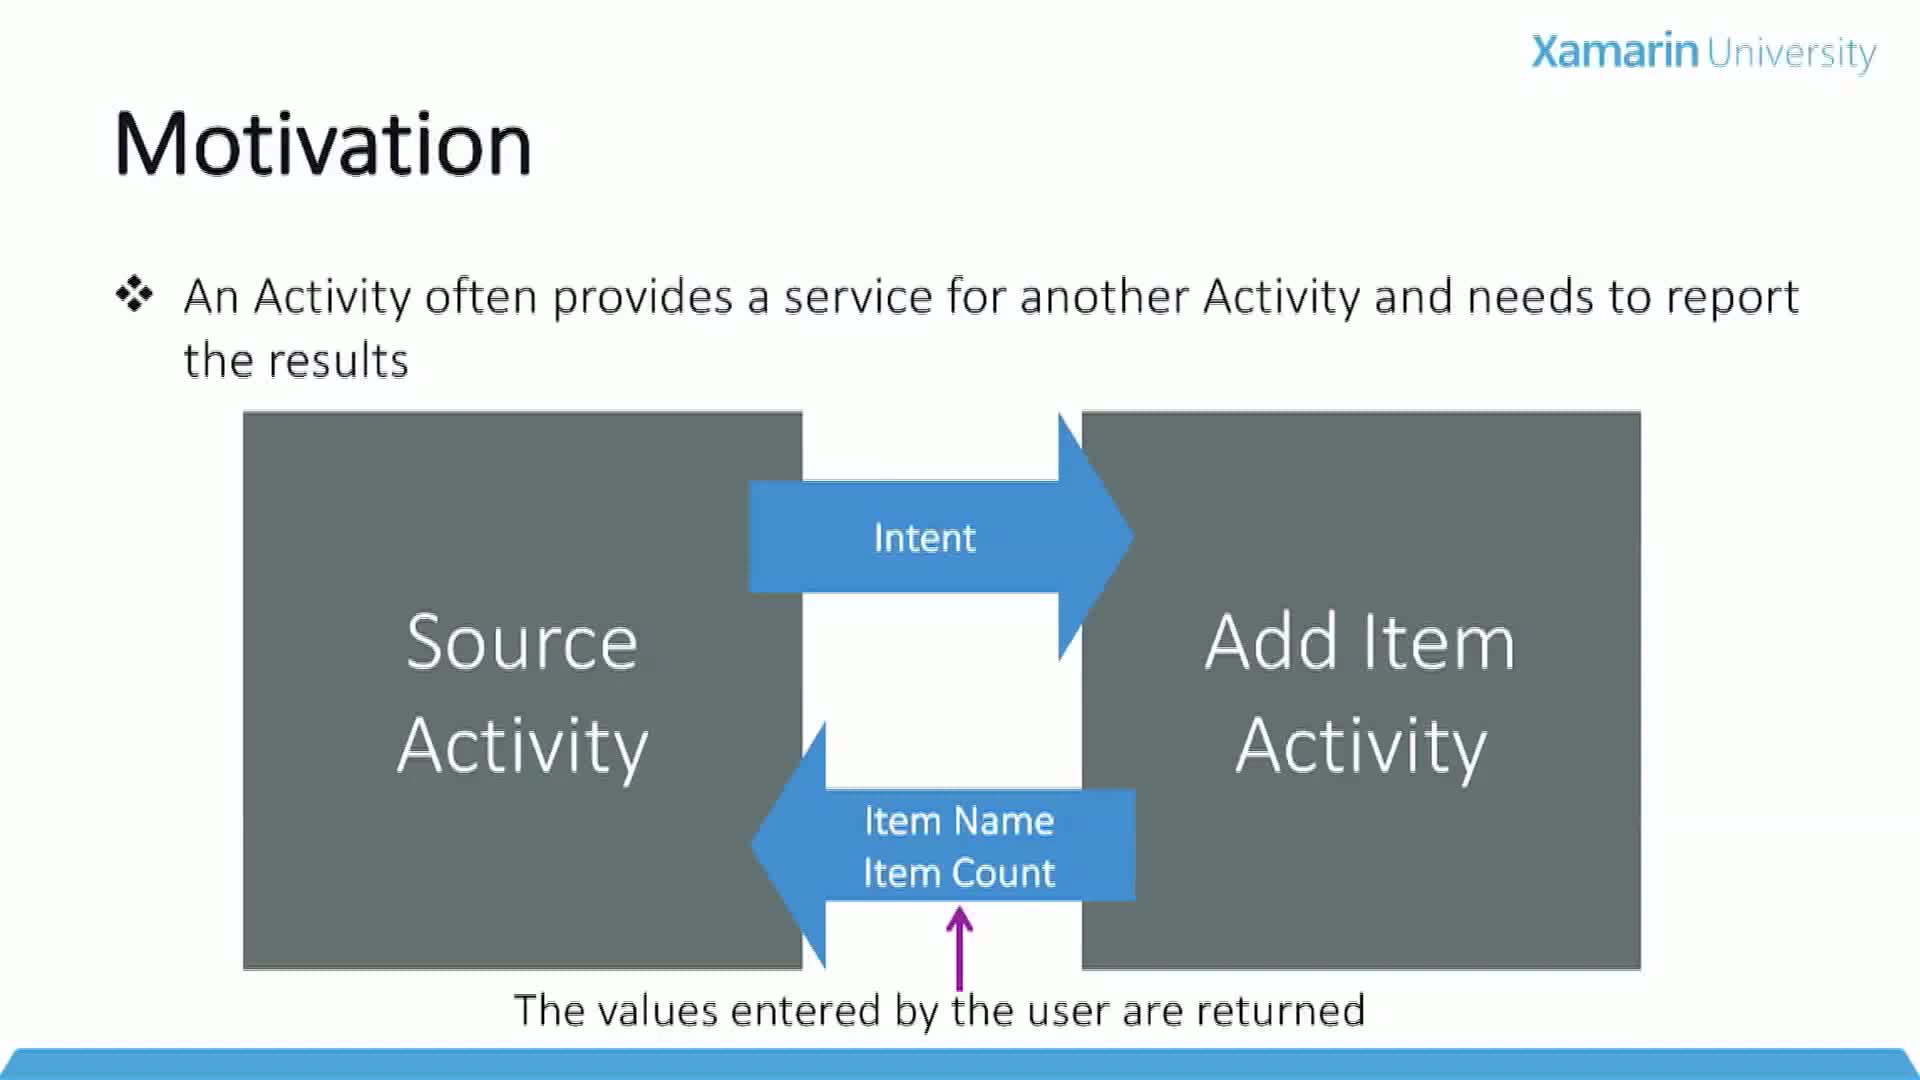 Xamarin University
Motivation
❖ An Activity often provides a service for another Activity and needs to report
the results
Intent
Source
Activity
Add Item
Activity
Item Name
Item Count
The values entered by the user are returned